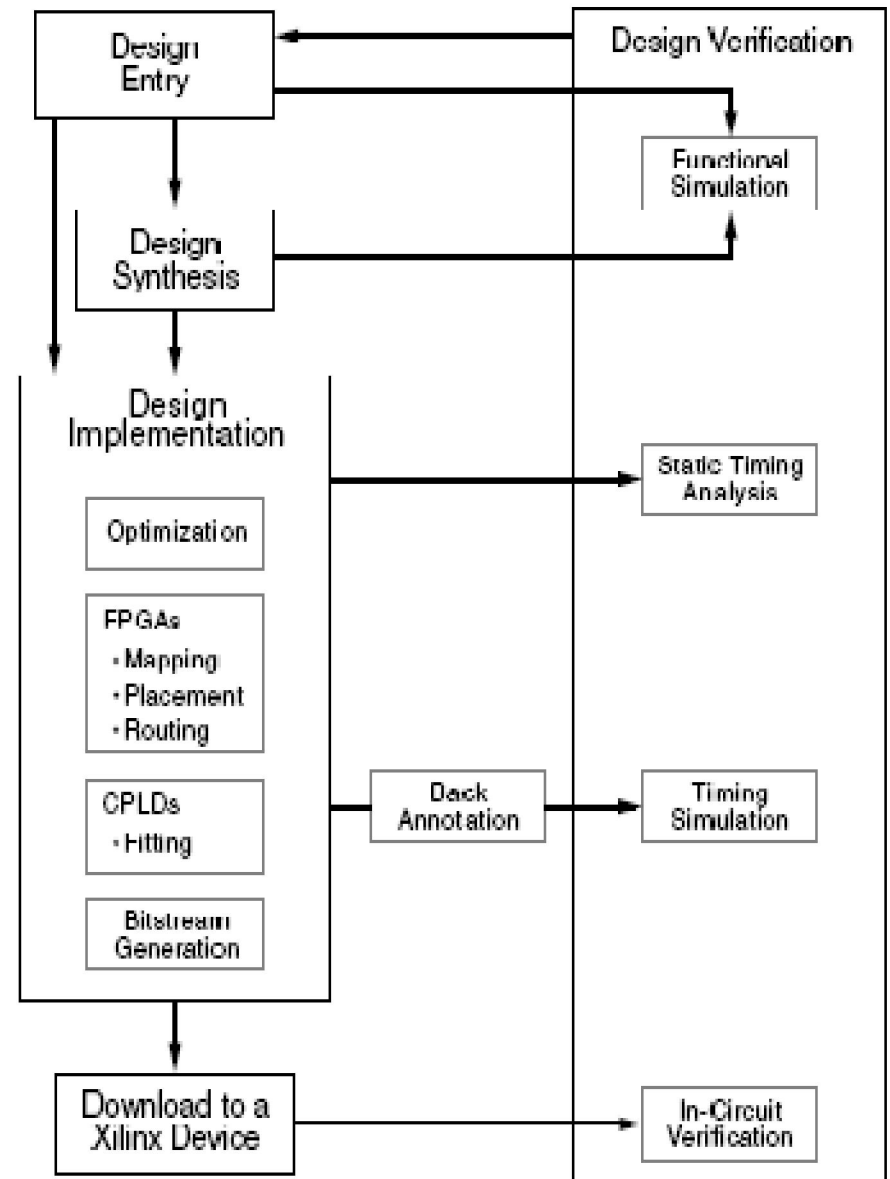 Design
Entry
Design Verification
Functional
Simulation
Design
Synthesis
Design
Implementation
Static Timing
Analysis
Optimization
FPGAs
• Mapping
• Placement
• Routing
CPLDs
• Fitting
Back
Annotation
Timing
Simulation
Bitstream
Generation
Download to a
Xilinx Device
In-Circuit
Verification